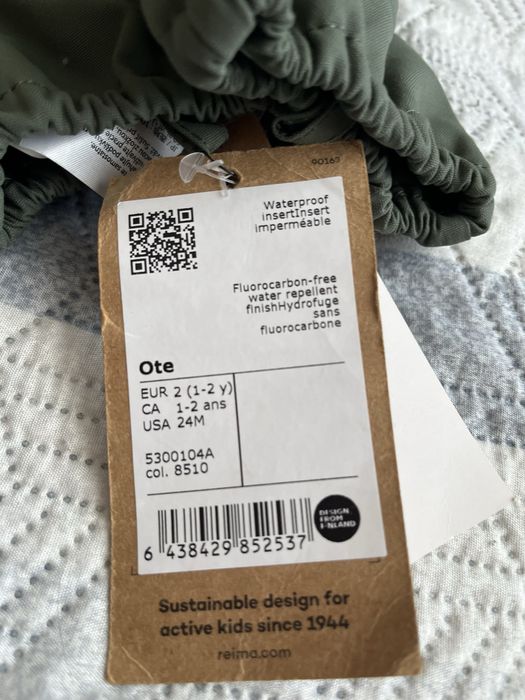 90163
Waterproof
insertInsert
imperméable
Fluorocarbon-free
water repellent
finishHydrofuge
sans
fluorocarbone
Ote
EUR 2 (1-2 y)
CA 1-2 ans
USA 24M
5300104A
col. 8510
6 438429 852537
DESIGN
FROM
FINLAND
Sustainable design for
active kids since 1944
reima.com